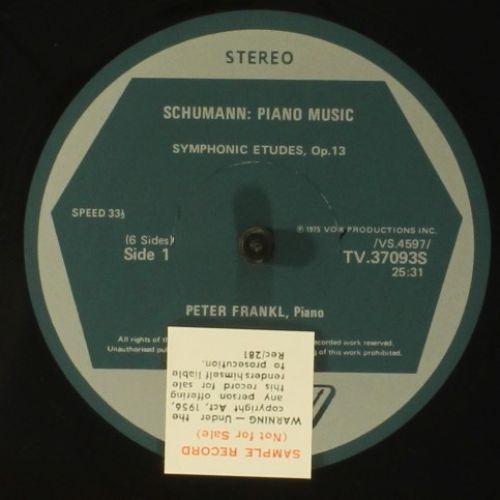 STEREO
SCHUMANN: PIANO MUSIC
SYMPHONIC ETUDES, Op.13
SPEED 33⅓
℗ 1975 VOX PRODUCTIONS INC.
(6 Sides)
/VS.4597/
Side 1
TV.37093S
25:31
PETER FRANKL, Piano
All rights of th
recorded work reserved.
Unauthorised pu
of this work prohibited.
SAMPLE RECORD
(Not for Sale)
WARNING — Under the
copyright Act, 1956,
any person offering
this record for sale
renders himself liable
to prosecution.
Rec/281